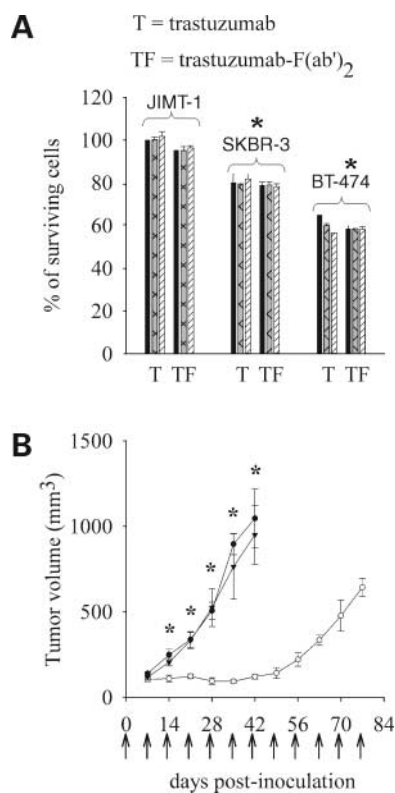 A
T = trastuzumab
TF = trastuzumab-F(ab')2
% of surviving cells
120
100
80
60
40
20
0
JIMT-1
*
SKBR-3
*
BT-474
T TF T TF T TF
B
Tumor volume (mm3)
1500
1000
500
0
* * * * *
0 14 28 42 56 70 84
days post-inoculation